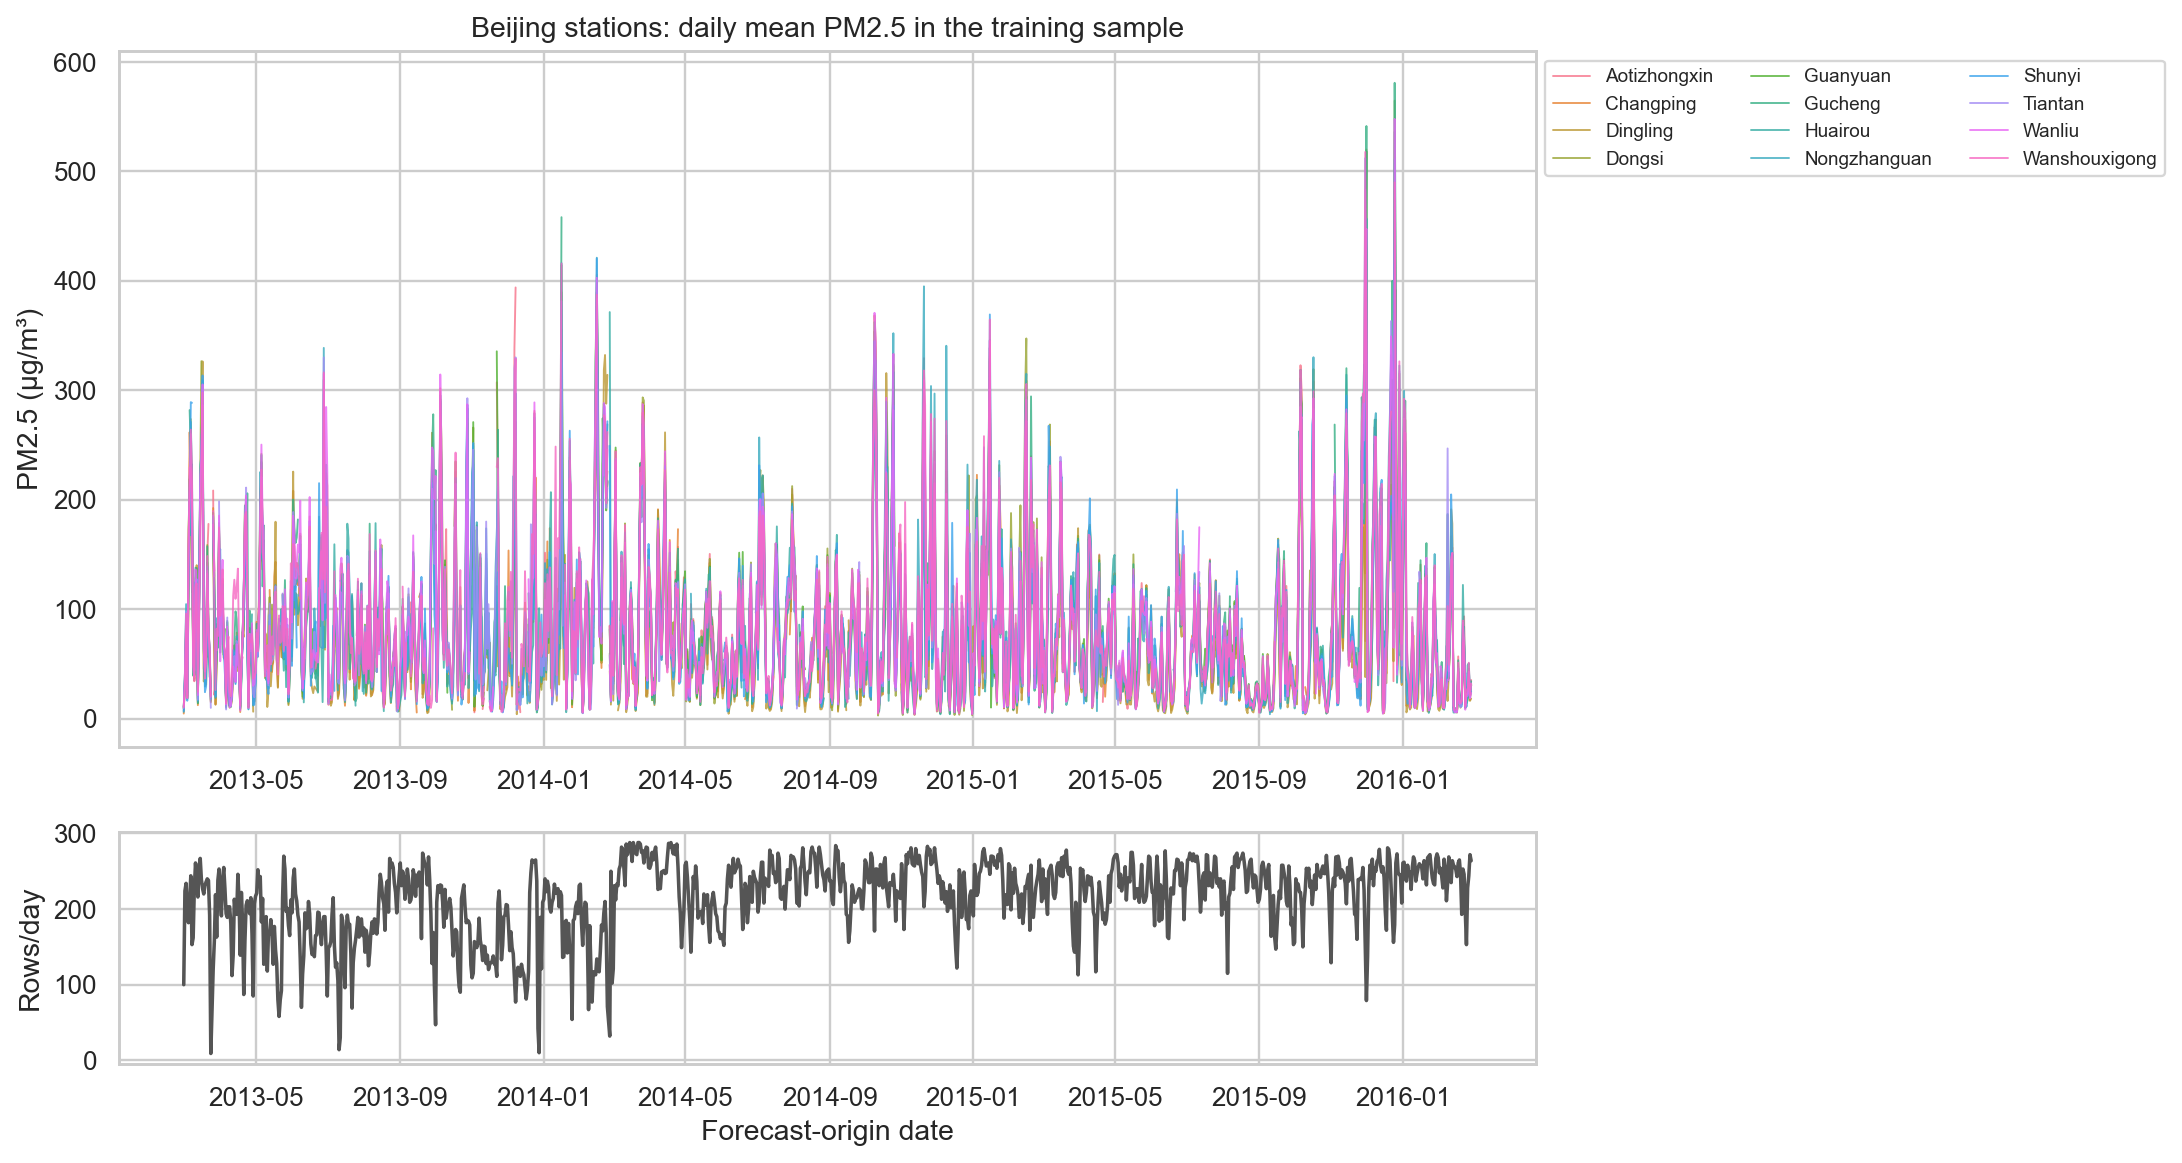 Beijing stations: daily mean PM2.5 in the training sample
600
500
400
300
200
100
0
PM2.5 (µg/m³)
2013-05 2013-09 2014-01 2014-05 2014-09 2015-01 2015-05 2015-09 2016-01
Aotizhongxin Guanyuan Shunyi
Changping Gucheng Tiantan
Dingling Huairou Wanliu
Dongsi Nongzhanguan Wanshouxigong
300
200
100
0
Rows/day
2013-05 2013-09 2014-01 2014-05 2014-09 2015-01 2015-05 2015-09 2016-01
Forecast-origin date